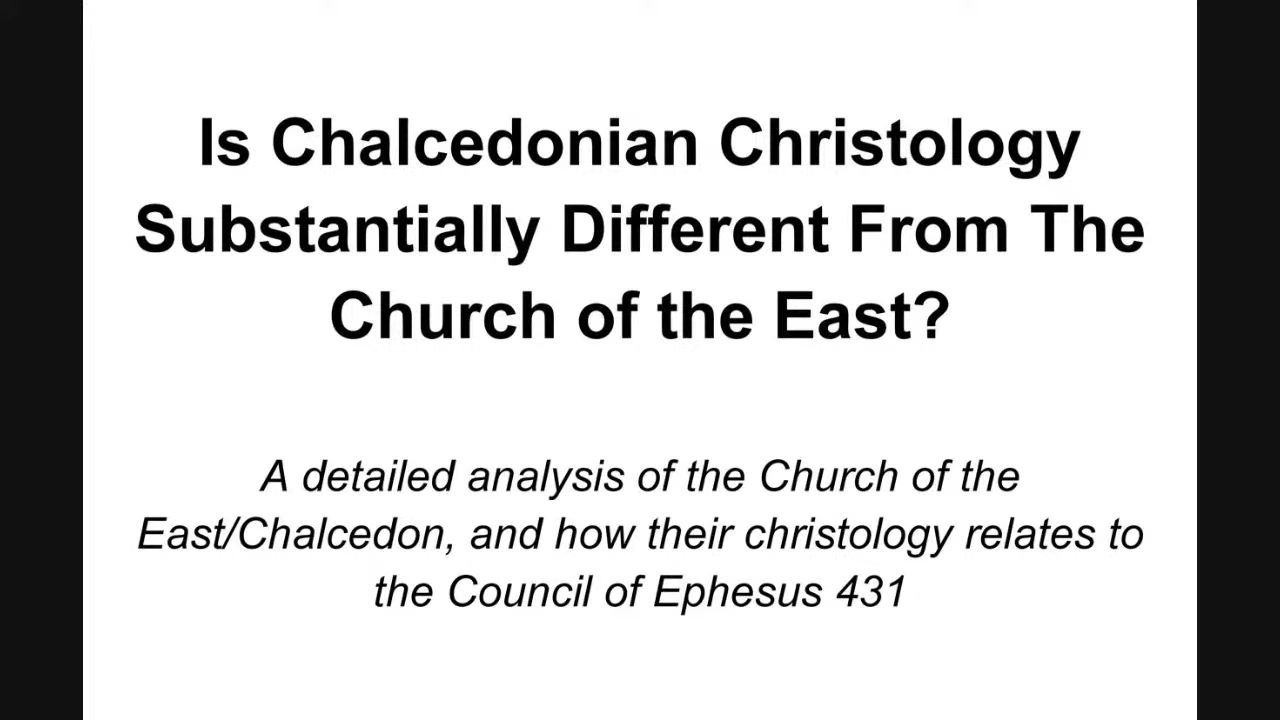 Is Chalcedonian Christology
Substantially Different From The
Church of the East?
A detailed analysis of the Church of the
East/Chalcedon, and how their christology relates to
the Council of Ephesus 431